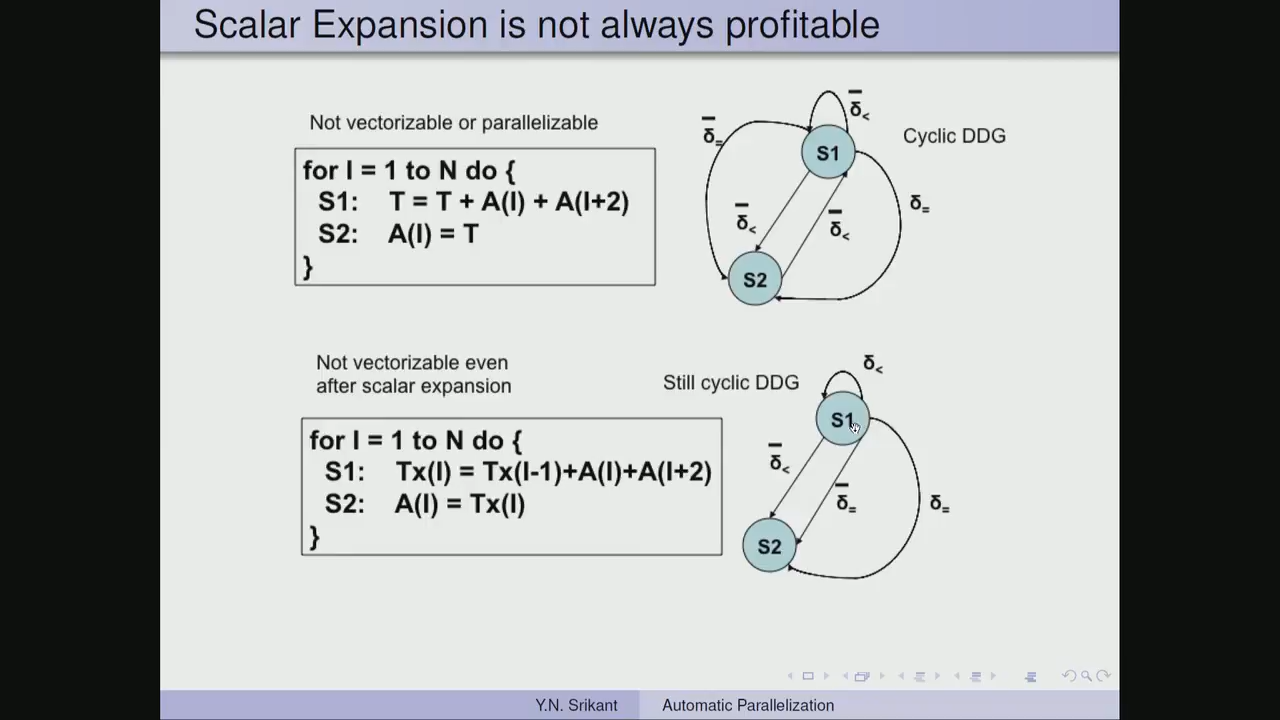 Scalar Expansion is not always profitable
Not vectorizable or parallelizable
for I = 1 to N do {
S1: T = T + A(I) + A(I+2)
S2: A(I) = T
}
δ̅<
δ̅=
S1
Cyclic DDG
δ=
δ̅<
δ̅<
S2
Not vectorizable even
after scalar expansion
for I = 1 to N do {
S1: Tx(I) = Tx(I-1)+A(I)+A(I+2)
S2: A(I) = Tx(I)
}
Still cyclic DDG
δ<
S1
δ̅<
δ̅=
δ=
S2
Y.N. Srikant
Automatic Parallelization